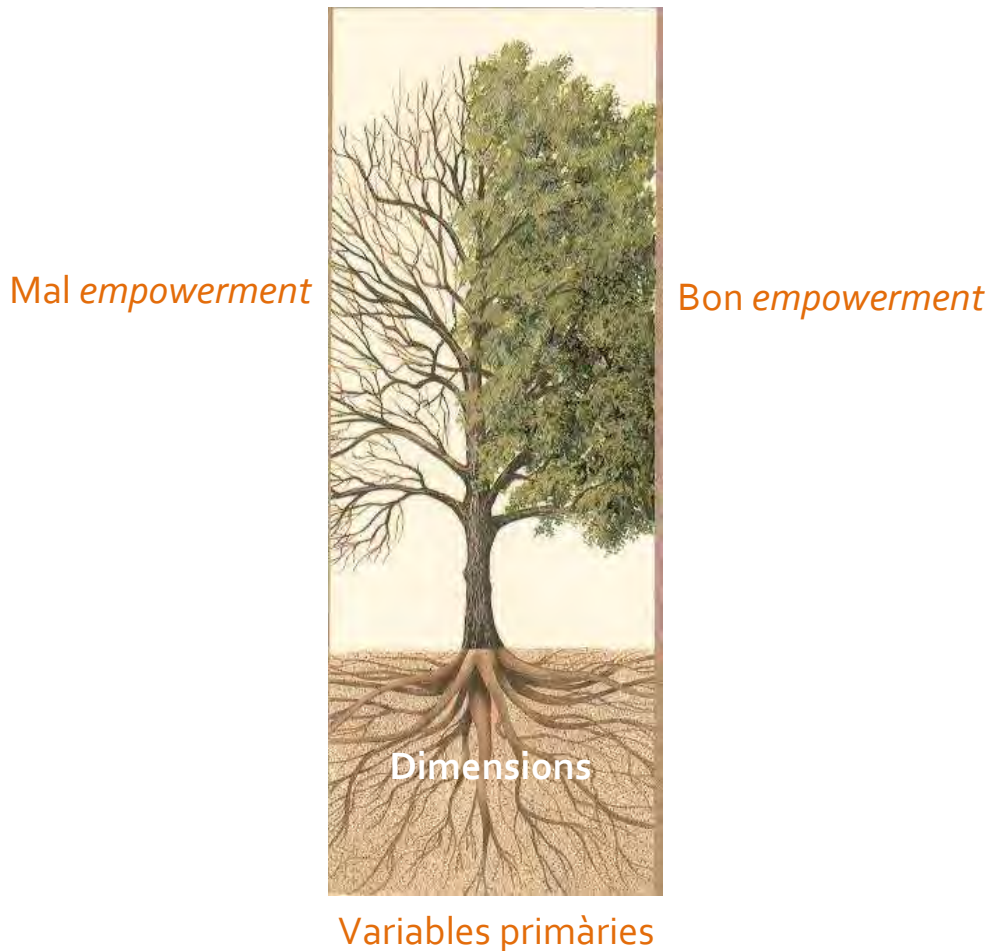 Mal empowerment
Bon empowerment
Dimensions
Variables primàries